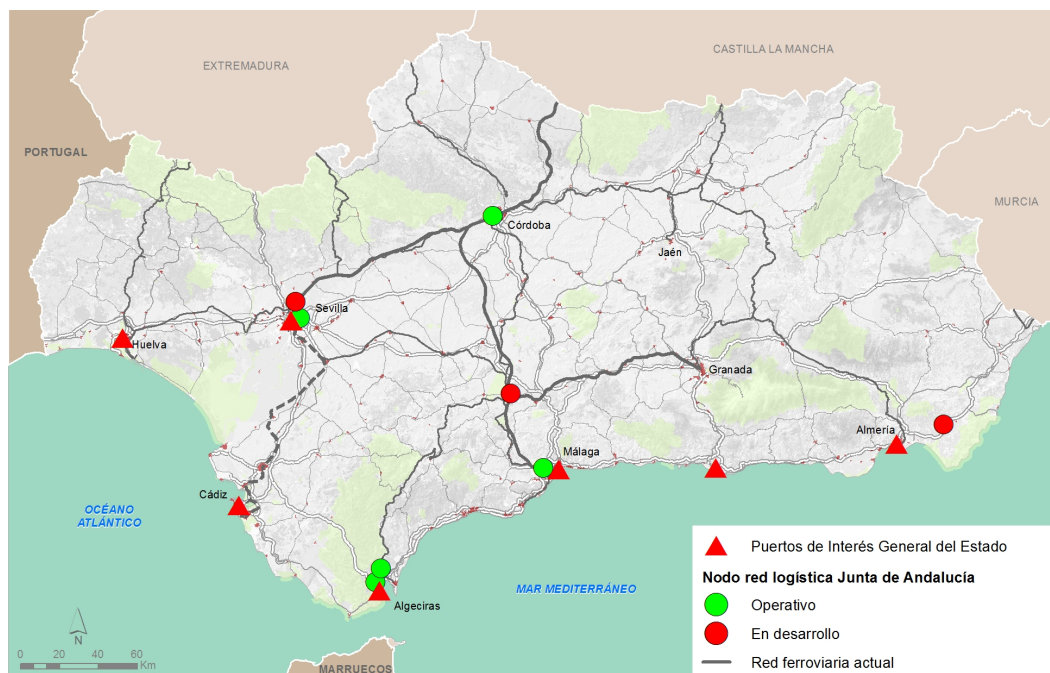 CASTILLA LA MANCHA
EXTREMADURA
PORTUGAL
MURCIA
Córdoba
Jaén
Sevilla
Huelva
Granada
Almería
Málaga
Cádiz
OCÉANO
ATLÁNTICO
MAR MEDITERRÁNEO
Algeciras
N
0 20 40 60
Km
MARRUECOS
Puertos de Interés General del Estado
Nodo red logística Junta de Andalucía
Operativo
En desarrollo
Red ferroviaria actual